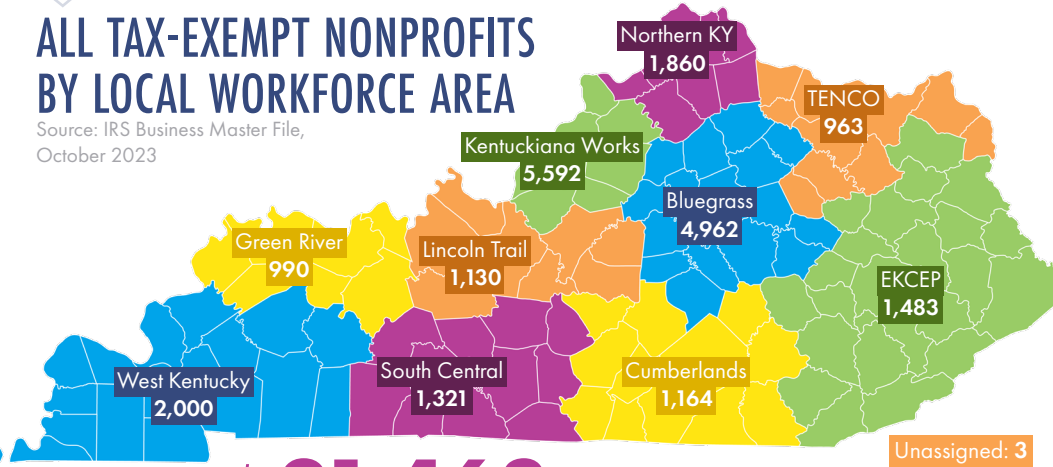 ALL TAX-EXEMPT NONPROFITS
BY LOCAL WORKFORCE AREA
Source: IRS Business Master File,
October 2023
Northern KY
1,860
TENCO
963
Kentuckiana Works
5,592
Bluegrass
4,962
Green River
990
Lincoln Trail
1,130
EKCEP
1,483
West Kentucky
2,000
South Central
1,321
Cumberlands
1,164
Unassigned: 3